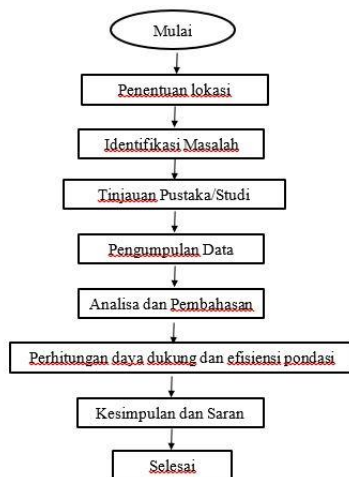 Mulai
Penentuan lokasi
Identifikasi Masalah
Tinjauan Pustaka/Studi
Pengumpulan Data
Analisa dan Pembahasan
Perhitungan daya dukung dan efisiensi pondasi
Kesimpulan dan Saran
Selesai